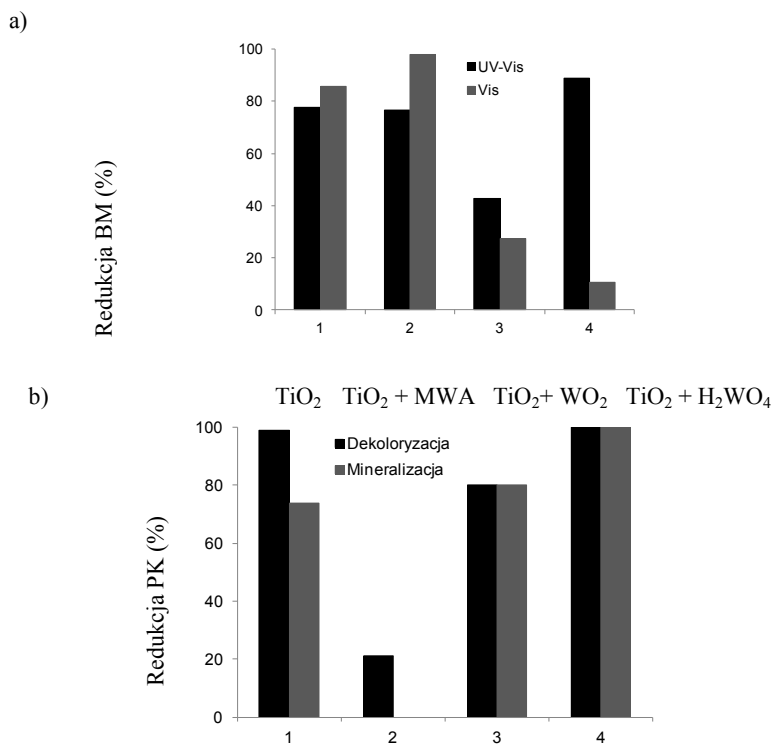 a)
100
80
60
40
20
0
UV-Vis
Vis
Redukcja BM (%)
1 2 3 4
b)
TiO₂ TiO₂ + MWA TiO₂+ WO₂ TiO₂ + H₂WO₄
100
80
60
40
20
0
Dekoloryzacja
Mineralizacja
Redukcja PK (%)
1 2 3 4